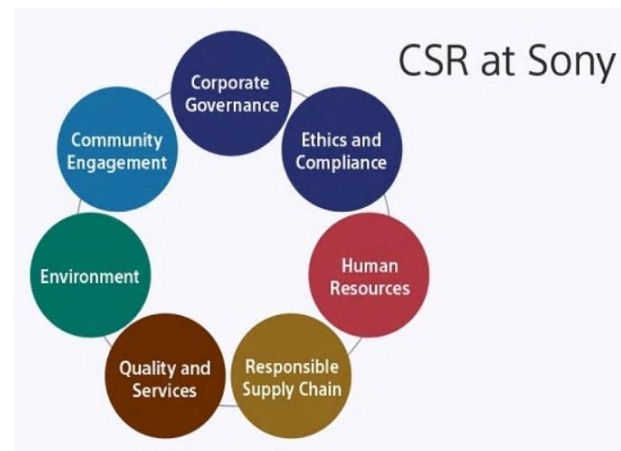 CSR at Sony
Corporate
Governance
Ethics and
Compliance
Human
Resources
Responsible
Supply Chain
Quality and
Services
Environment
Community
Engagement